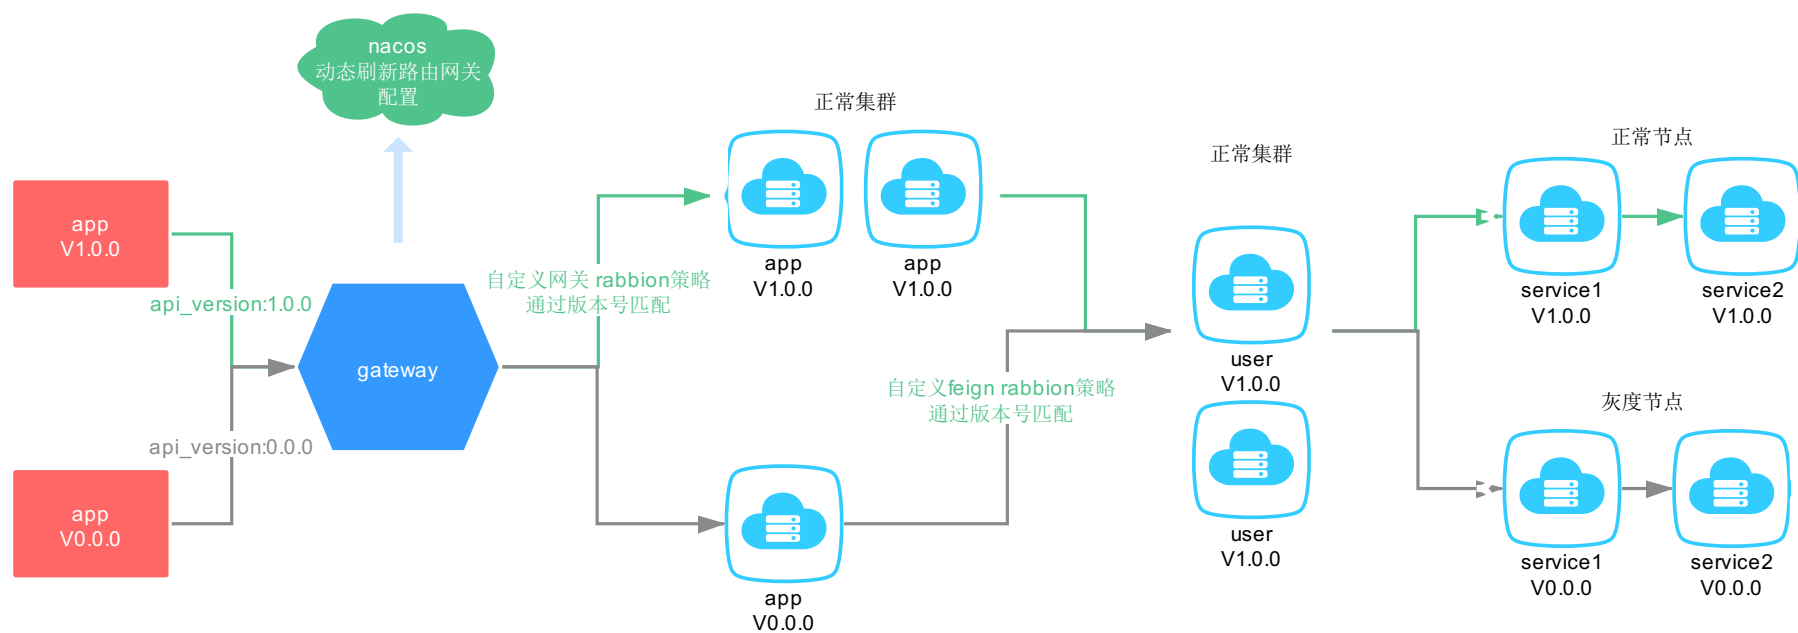 nacos
动态刷新路由网关
配置
app
V1.0.0
api_version:1.0.0
api_version:0.0.0
app
V0.0.0
gateway
自定义网关 rabbion策略
通过版本号匹配
正常集群
app
V1.0.0
app
V1.0.0
app
V0.0.0
自定义feign rabbion策略
通过版本号匹配
正常集群
user
V1.0.0
user
V1.0.0
正常节点
service1
V1.0.0
service2
V1.0.0
灰度节点
service1
V0.0.0
service2
V0.0.0